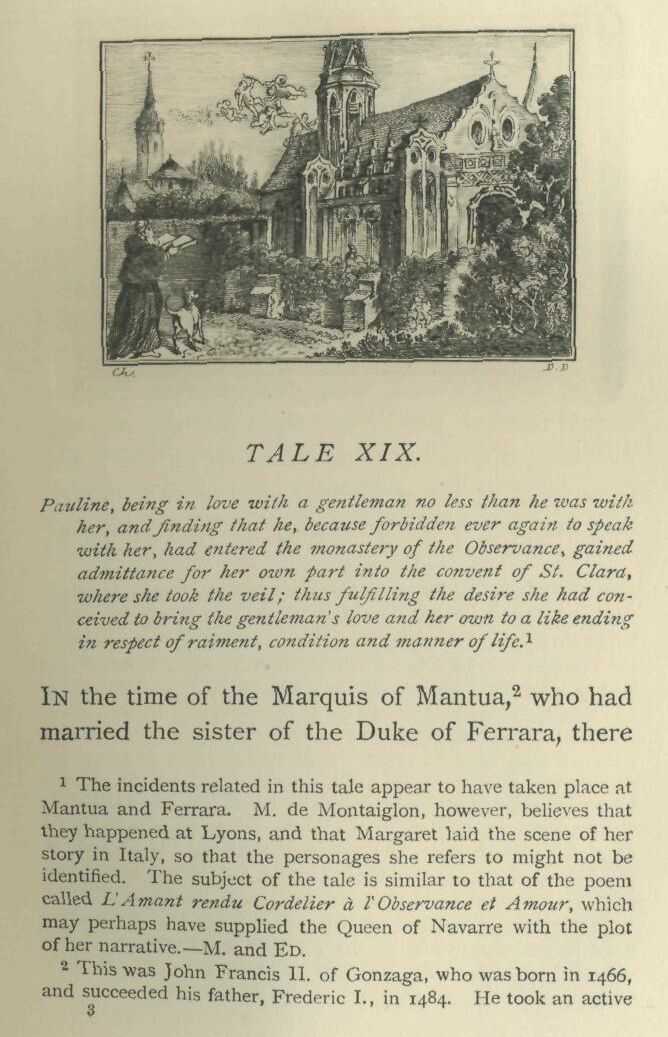 Ch.
D. D
TALE XIX.
Pauline, being in love with a gentleman no less than he was with
her, and finding that he, because forbidden ever again to speak
with her, had entered the monastery of the Observance, gained
admittance for her own part into the convent of St. Clara,
where she took the veil; thus fulfilling the desire she had con-
ceived to bring the gentleman's love and her own to a like ending
in respect of raiment, condition and manner of life.¹
IN the time of the Marquis of Mantua,² who had
married the sister of the Duke of Ferrara, there
¹ The incidents related in this tale appear to have taken place at
Mantua and Ferrara. M. de Montaiglon, however, believes that
they happened at Lyons, and that Margaret laid the scene of her
story in Italy, so that the personages she refers to might not be
identified. The subject of the tale is similar to that of the poem
called L'Amant rendu Cordelier à l'Observance et Amour, which
may perhaps have supplied the Queen of Navarre with the plot
of her narrative.—M. and ED.
² This was John Francis II. of Gonzaga, who was born in 1466,
and succeeded his father, Frederic I., in 1484. He took an active
3